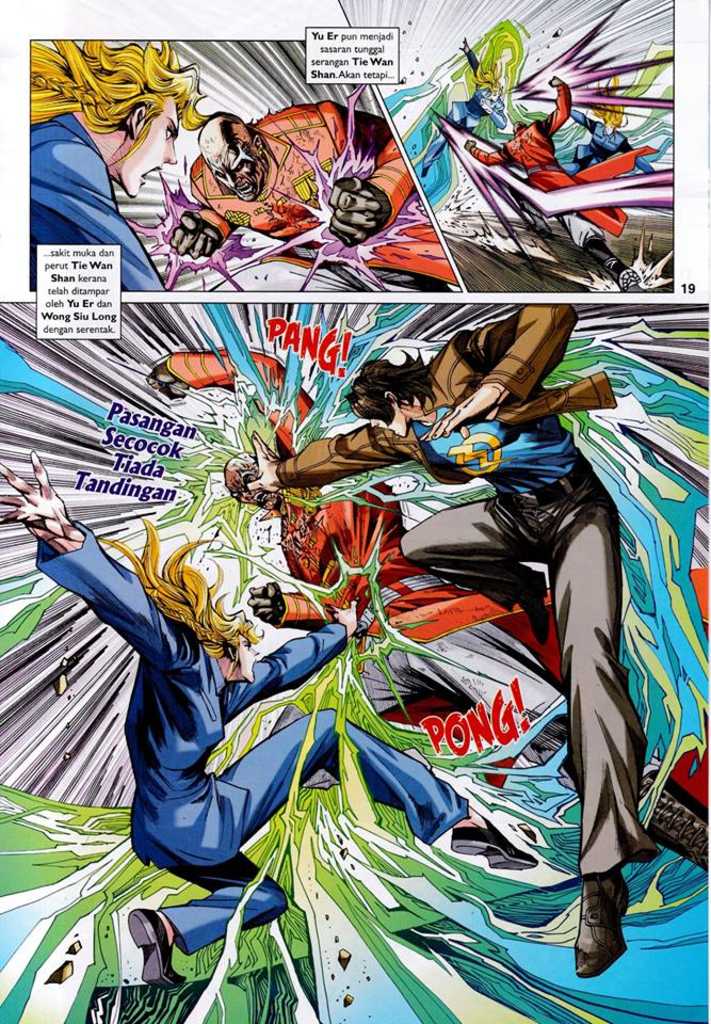 Yu Er pun menjadi
sasaran tunggal
serangan Tie Wan
Shan. Akan tetapi...
19
...sakit muka dan
perut Tie Wan
Shan kerana
telah ditampar
oleh Yu Er dan
Wong Siu Long
dengan serentak.
PANG!
Pasangan
Secocok
Tiada
Tandingan
PONG!